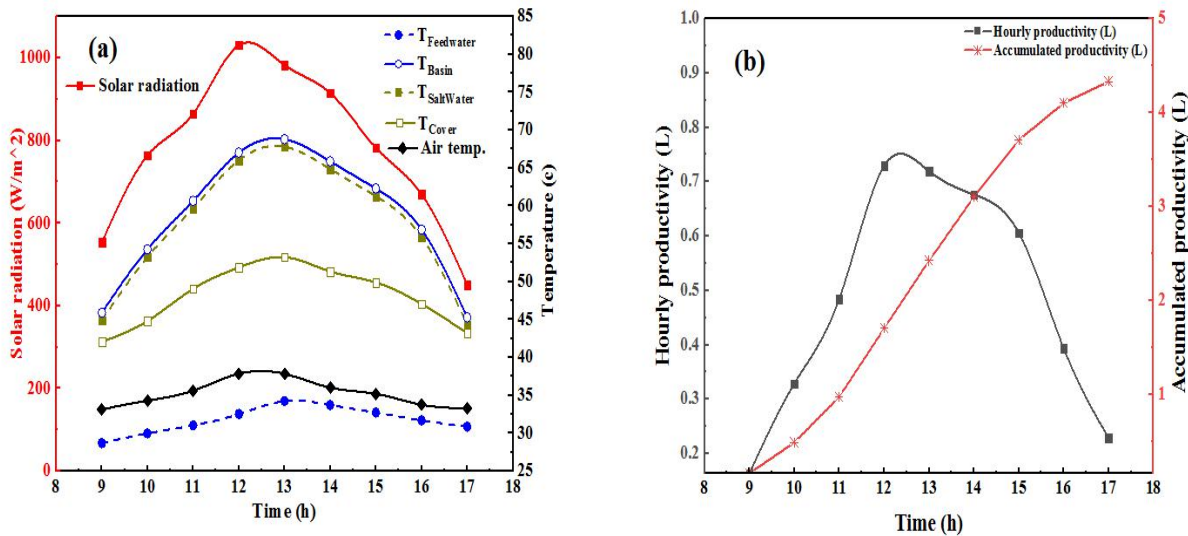 (a)
Solar radiation
T_Feedwater
T_Basin
T_SaltWater
T_Cover
Air temp.
Solar radiation (W/m^2)
1000
800
600
400
200
0
Temperature (c)
85
80
75
70
65
60
55
50
45
40
35
30
25
8 9 10 11 12 13 14 15 16 17 18
Time (h)
(b)
Hourly productivity (L)
Accumulated productivity (L)
Hourly productivity (L)
1.0
0.9
0.8
0.7
0.6
0.5
0.4
0.3
0.2
Accumulated productivity (L)
5
4
3
2
1
8 9 10 11 12 13 14 15 16 17 18
Time (h)